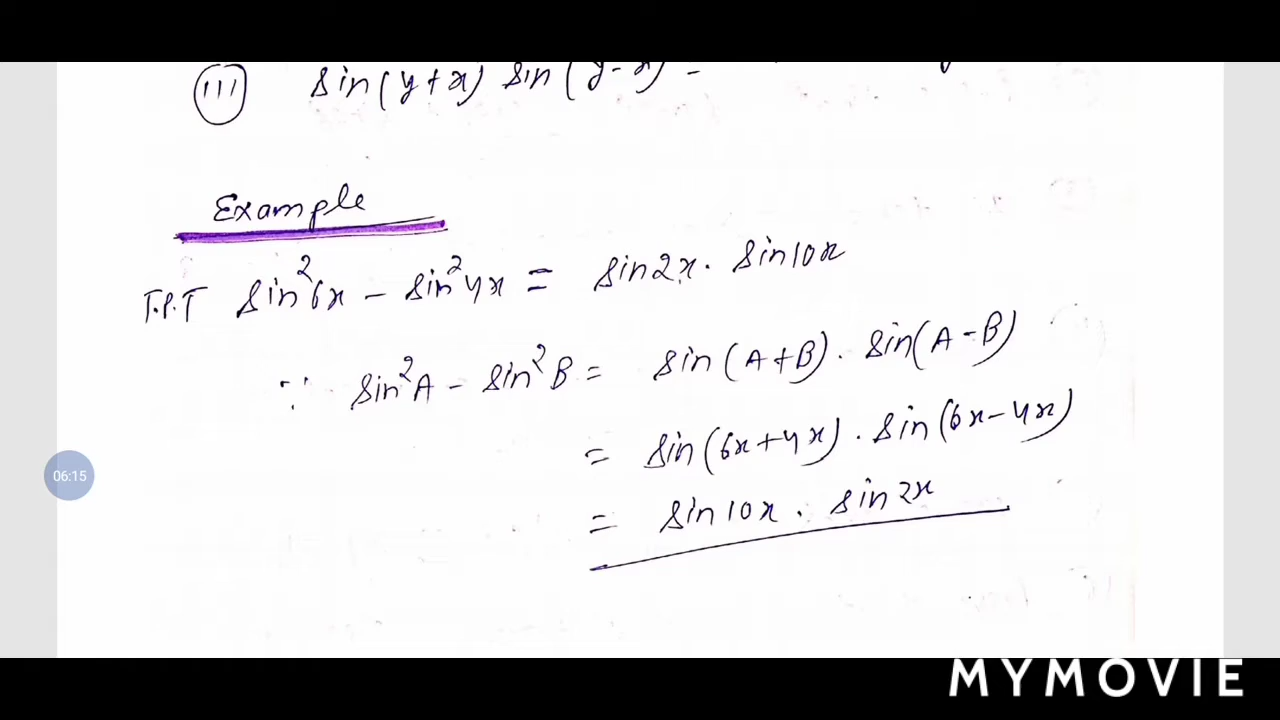 (III) sin(y+x) sin(y-x) =
Example
T.P.T sin²6x - sin²4x = sin2x · sin10x
∵ sin²A - sin²B = sin(A+B) · sin(A-B)
= sin(6x+4x) · sin(6x-4x)
= sin10x · sin2x
06:15
MYMOVIE